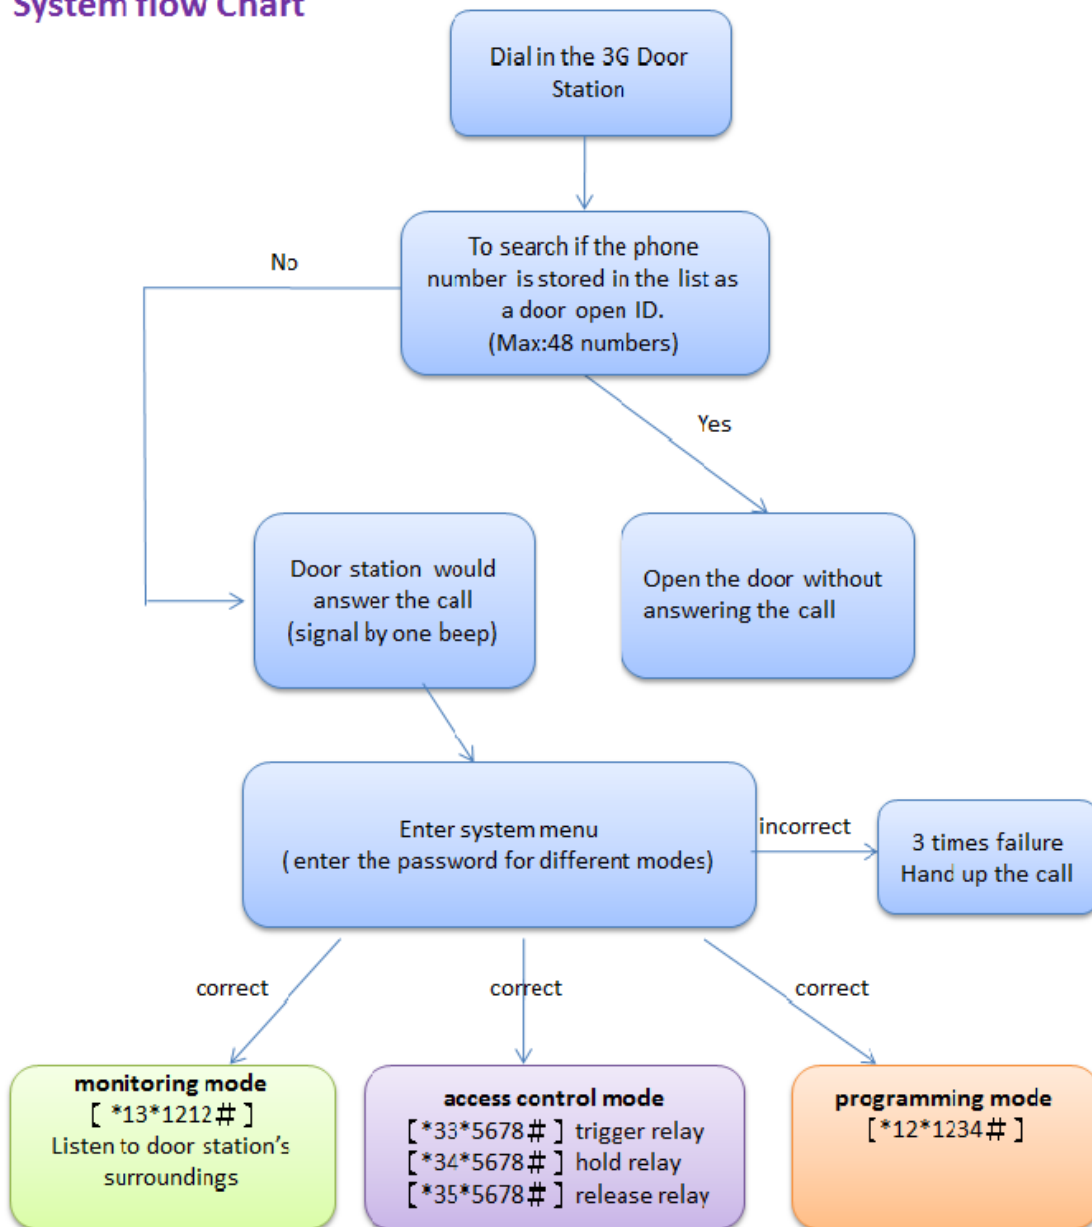 System flow Chart
Dial in the 3G Door
Station
To search if the phone
number is stored in the list as
a door open ID.
(Max:48 numbers)
No
Yes
Door station would
answer the call
(signal by one beep)
Open the door without
answering the call
Enter system menu
( enter the password for different modes)
incorrect
3 times failure
Hand up the call
correct
correct
correct
monitoring mode
[ *13*1212# ]
Listen to door station's
surroundings
access control mode
[*33*5678# ] trigger relay
[*34*5678# ] hold relay
[*35*5678# ] release relay
programming mode
[*12*1234# ]